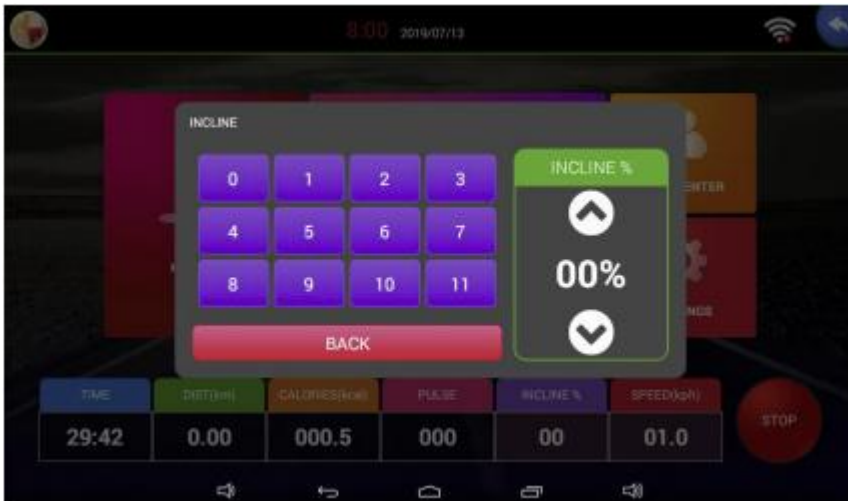 8:00 2019/07/13
INCLINE
0 1 2 3
4 5 6 7
8 9 10 11
BACK
INCLINE %
00%
TIME DIST(km) CALORIES(kcal) PULSE INCLINE % SPEED(kph)
29:42 0.00 000.5 000 00 01.0
STOP